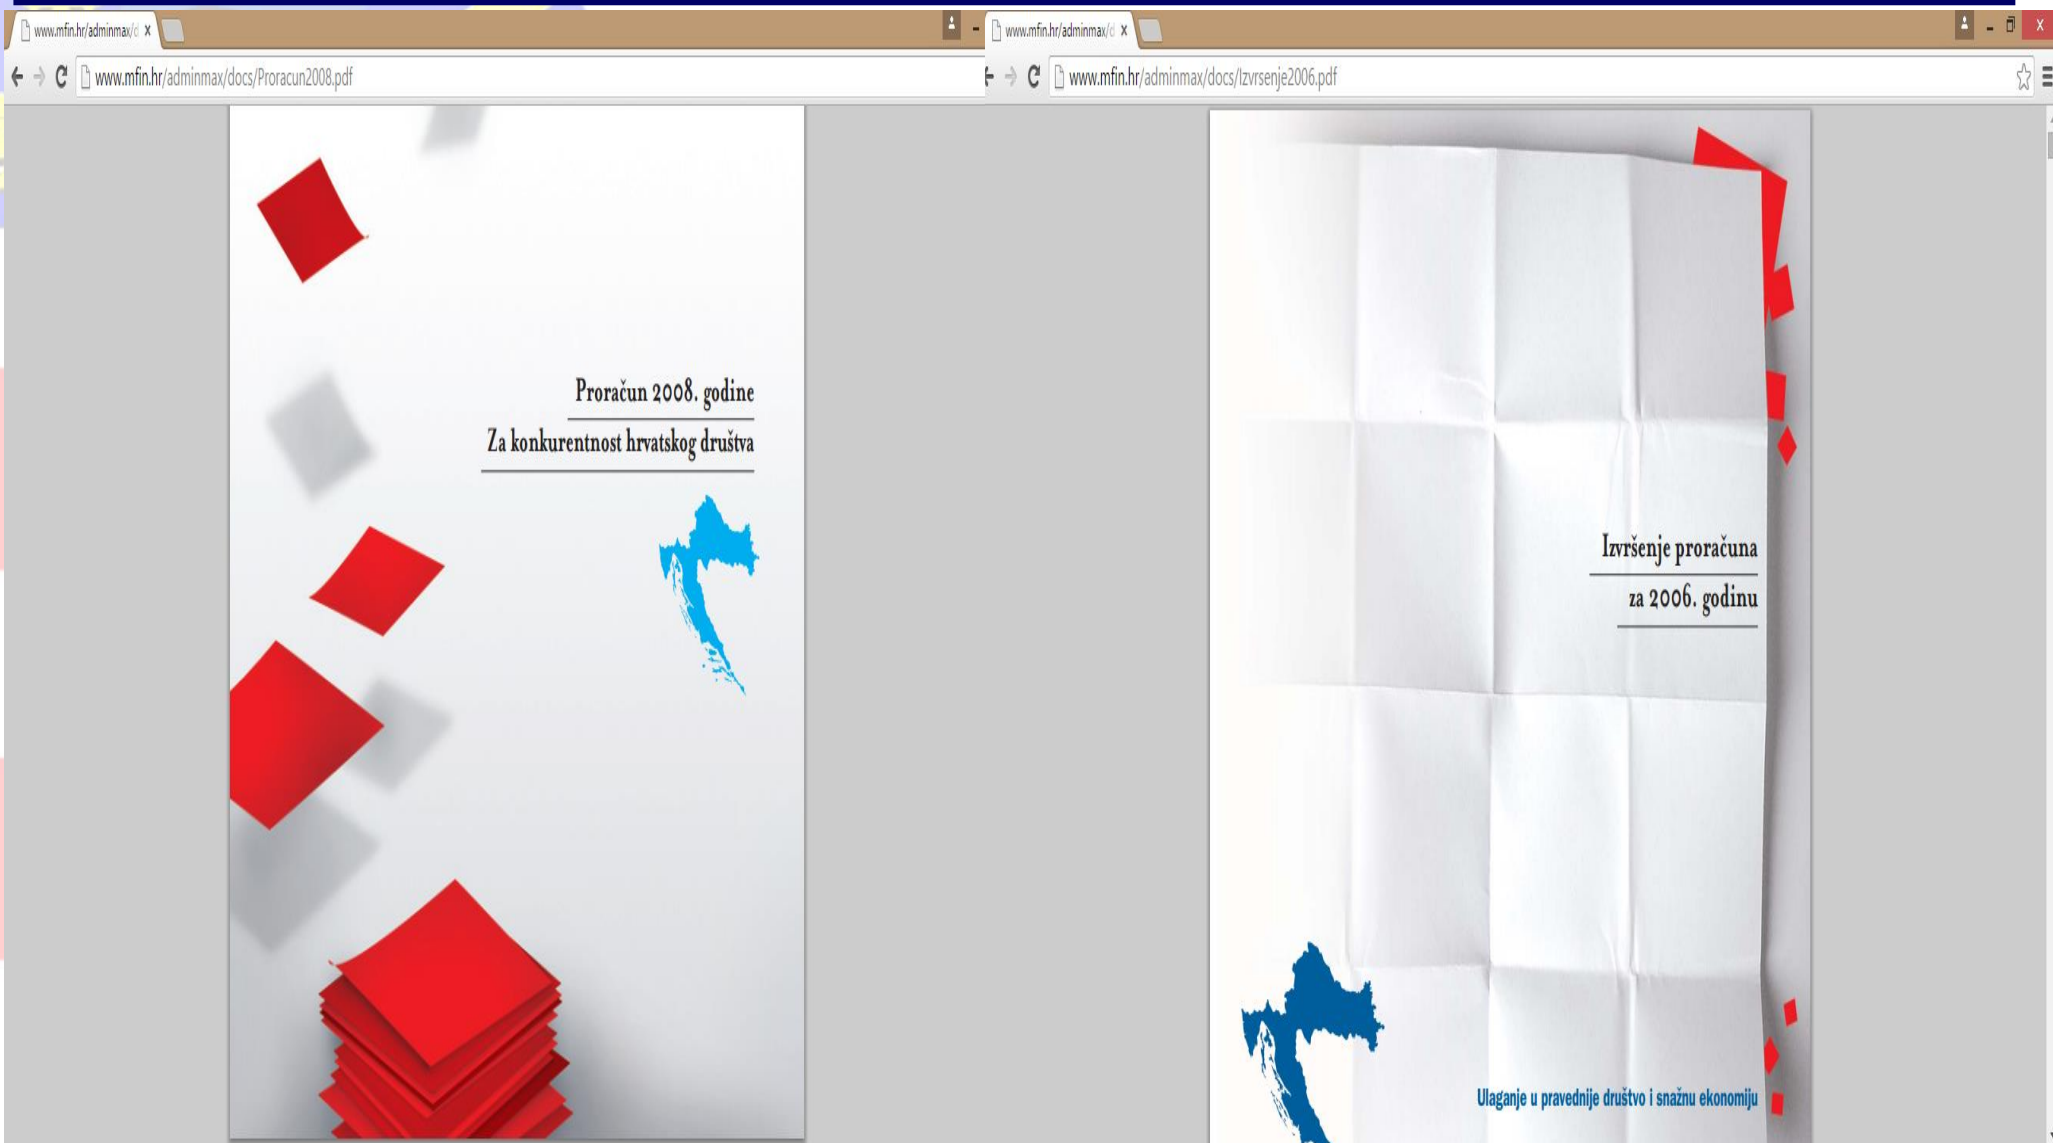 www.mfin.hr/adminmax/d
www.mfin.hr/adminmax/docs/Proracun2008.pdf
Proračun 2008. godine
Za konkurentnost hrvatskog društva
www.mfin.hr/adminmax/d
www.mfin.hr/adminmax/docs/Izvrsenje2006.pdf
Izvršenje proračuna
za 2006. godinu
Ulaganje u pravednije društvo i snažnu ekonomiju